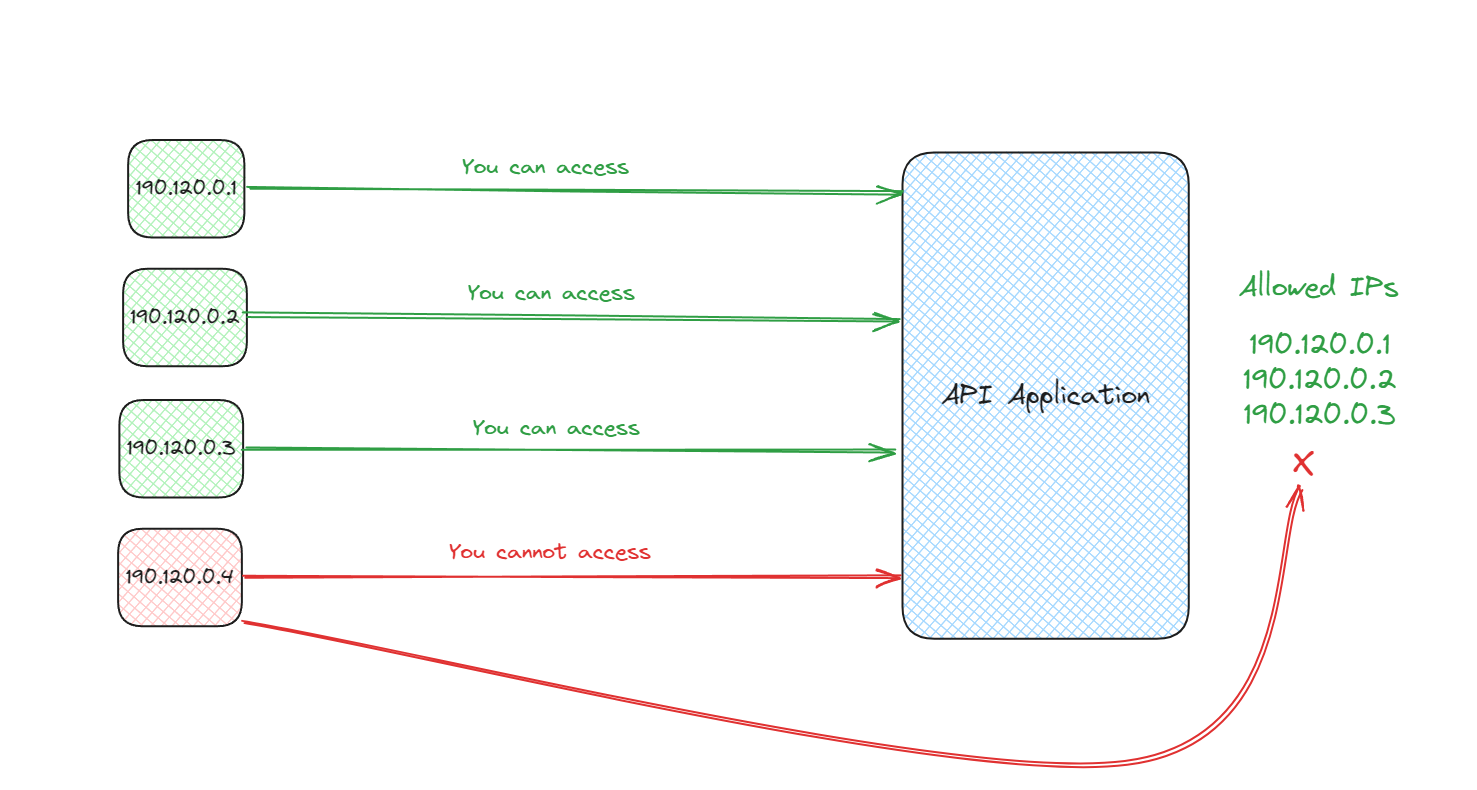 190.120.0.1
You can access
190.120.0.2
You can access
190.120.0.3
You can access
190.120.0.4
You cannot access
API Application
Allowed IPs
190.120.0.1
190.120.0.2
190.120.0.3
X